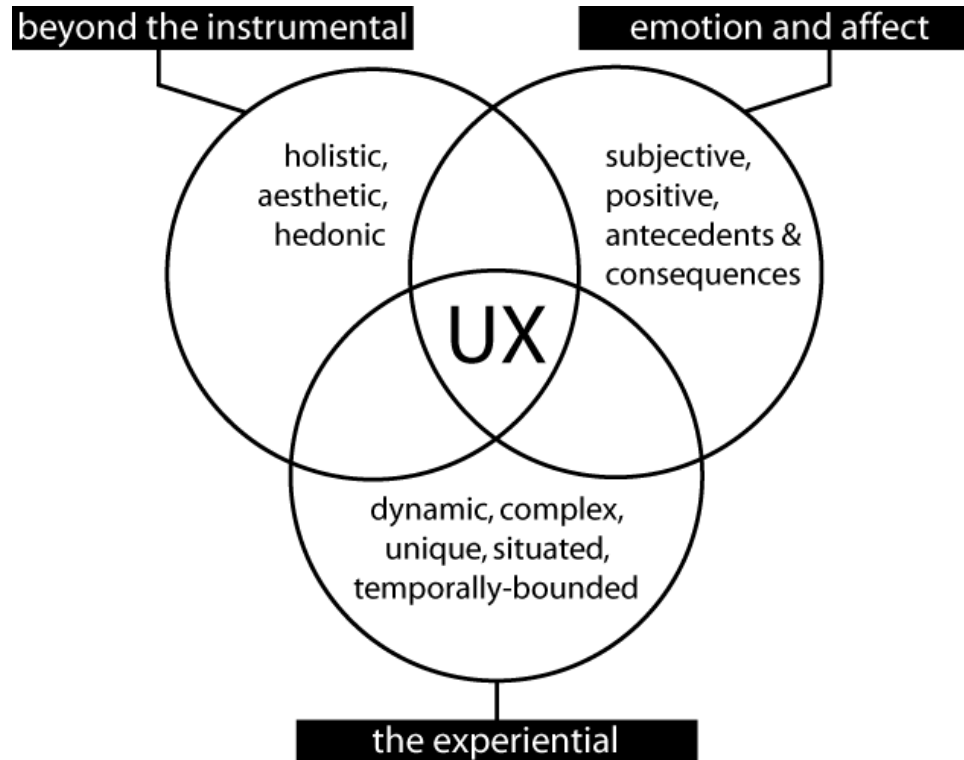 beyond the instrumental
emotion and affect
holistic,
aesthetic,
hedonic
subjective,
positive,
antecedents &
consequences
UX
dynamic, complex,
unique, situated,
temporally-bounded
the experiential